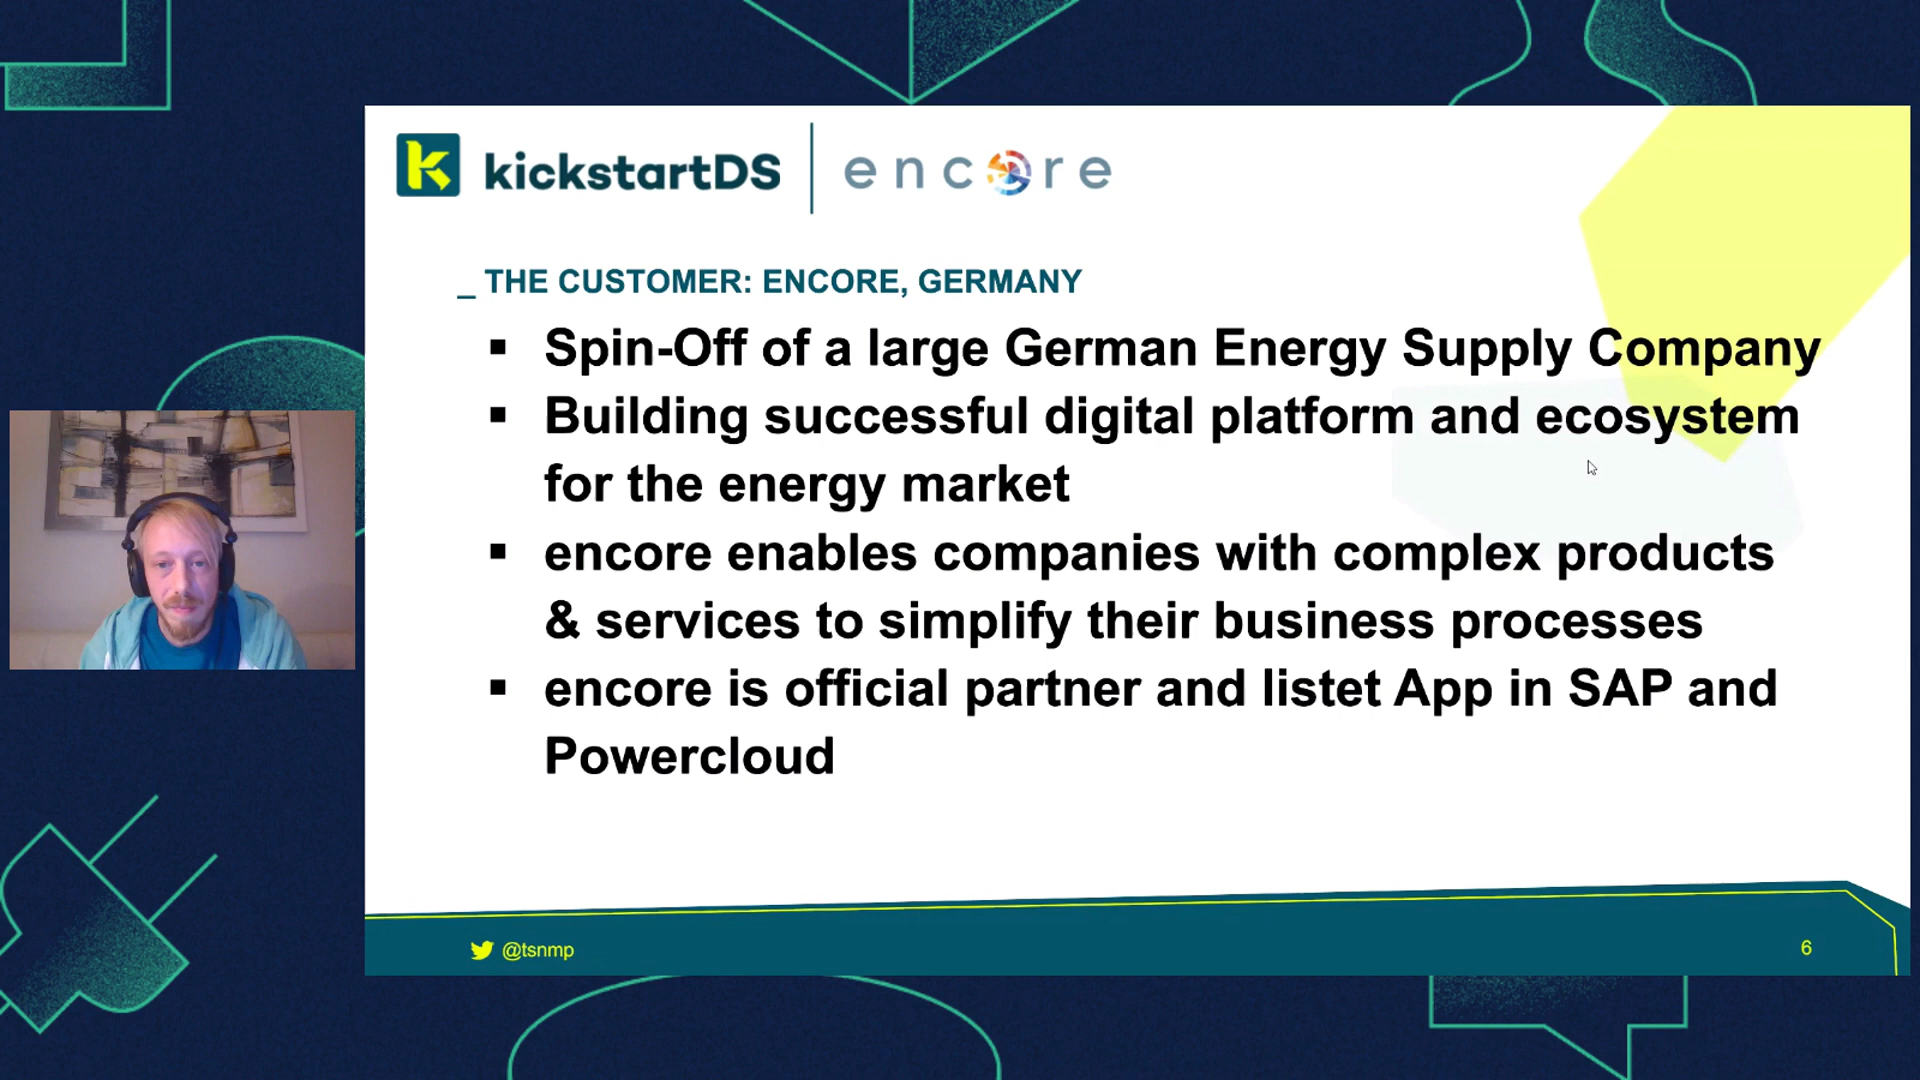 kickstartDS
encore
_ THE CUSTOMER: ENCORE, GERMANY
▪ Spin-Off of a large German Energy Supply Company
▪ Building successful digital platform and ecosystem
for the energy market
▪ encore enables companies with complex products
& services to simplify their business processes
▪ encore is official partner and listet App in SAP and
Powercloud
@tsnmp
6